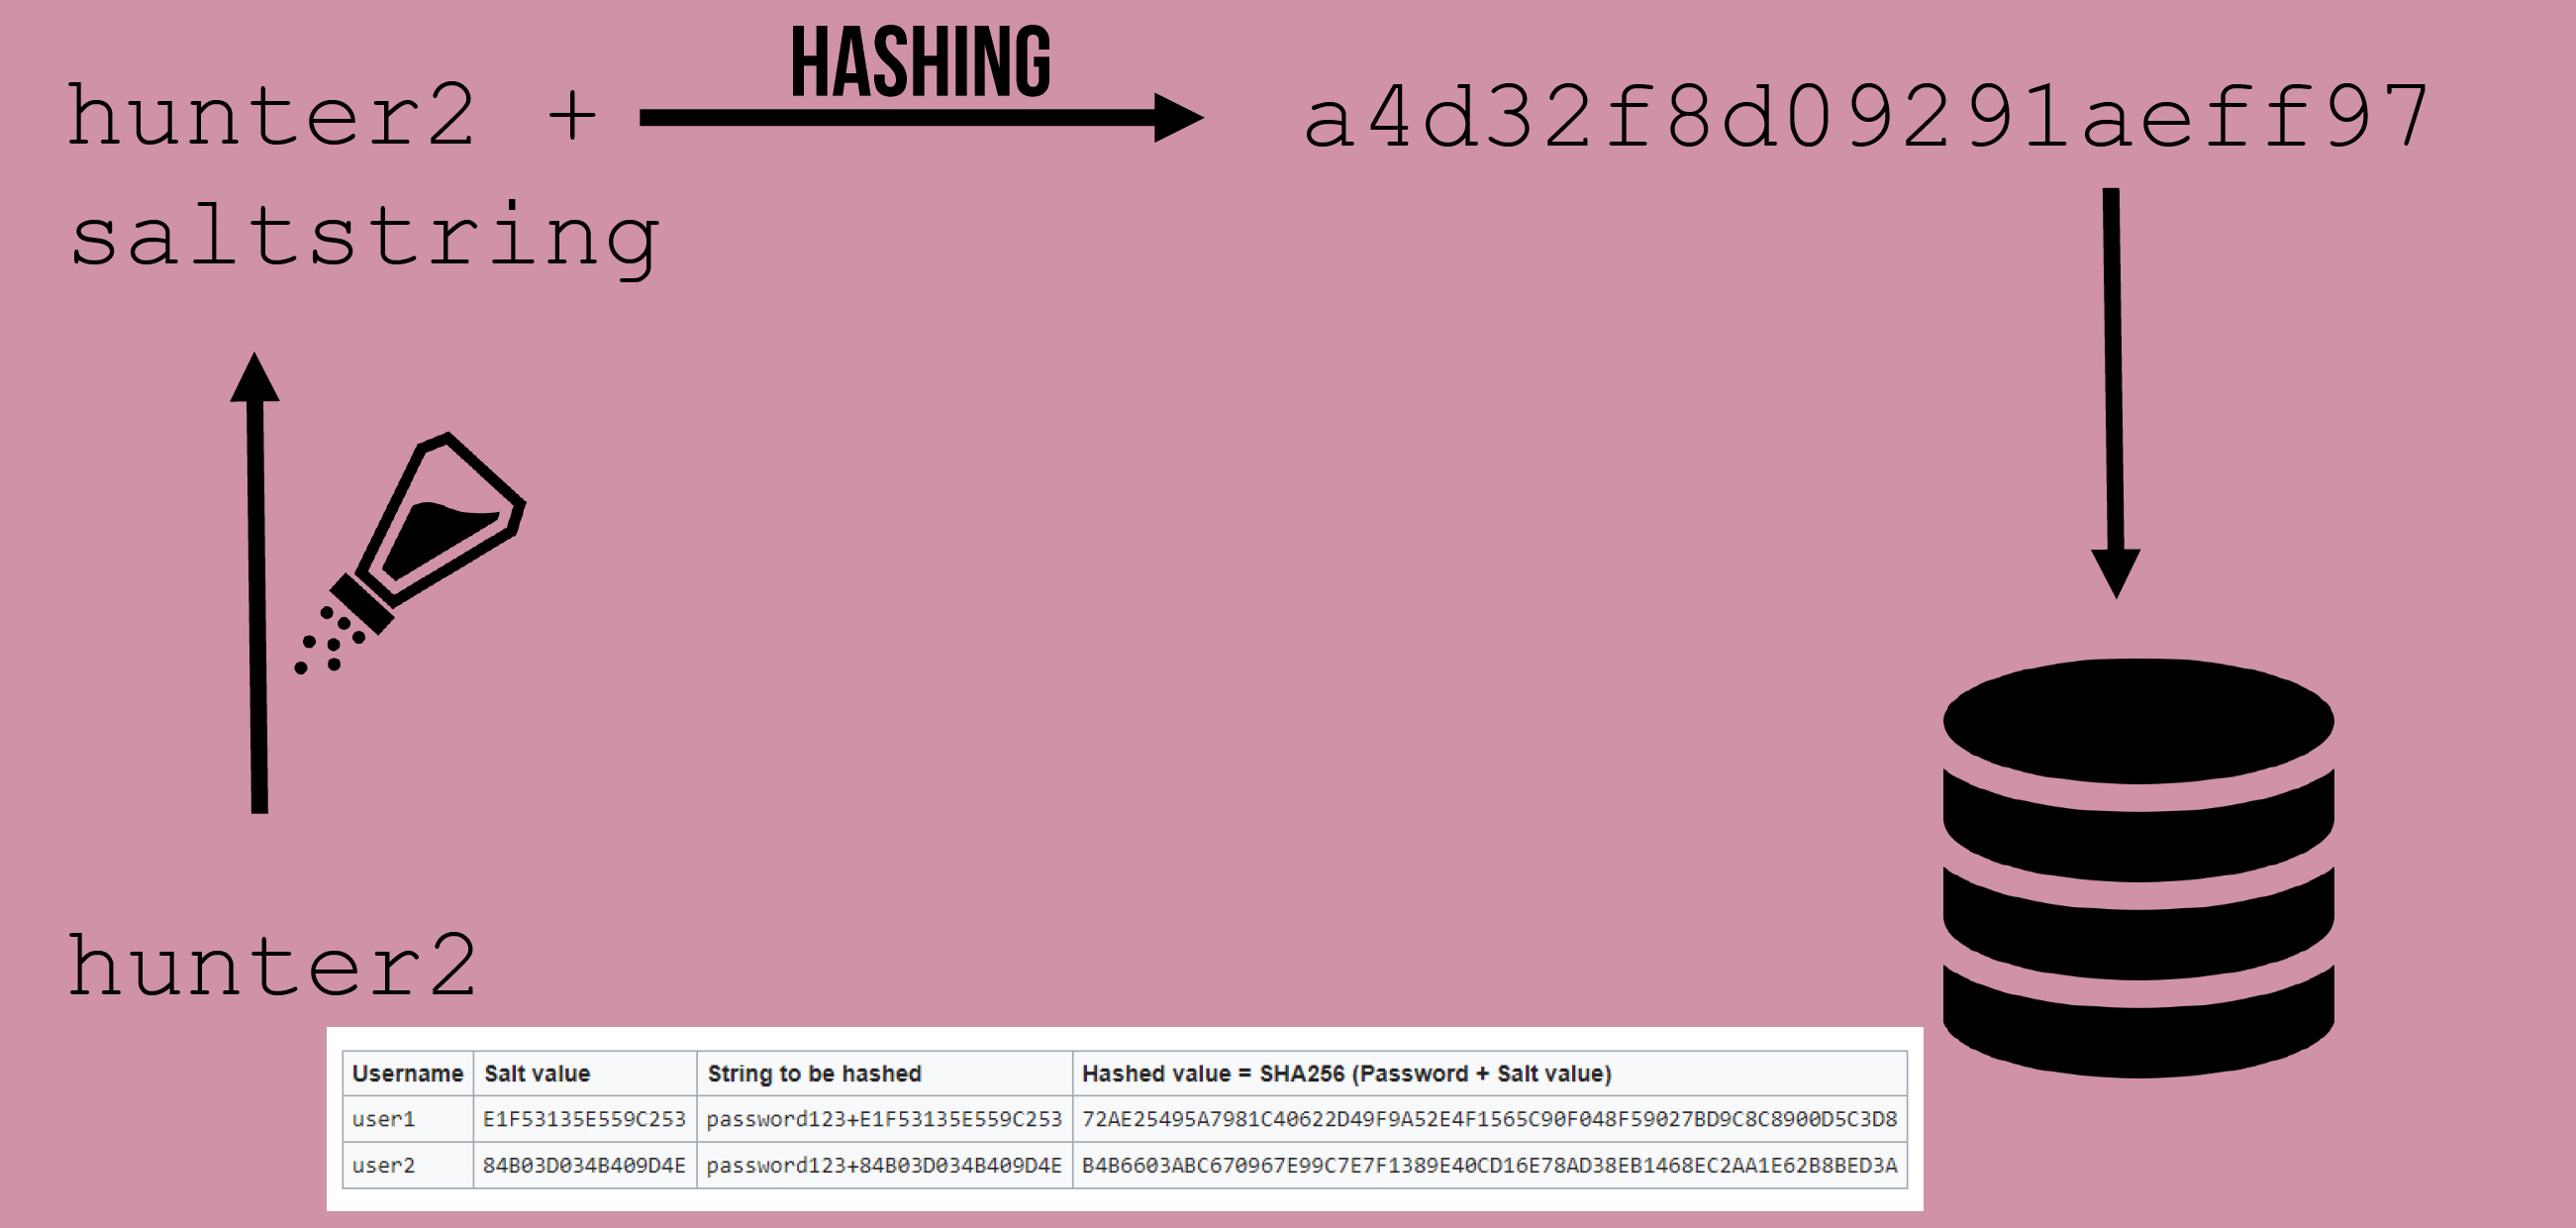 HASHING
hunter2 +
saltstring
a4d32f8d09291aeff97
hunter2
Username Salt value String to be hashed Hashed value = SHA256 (Password + Salt value)
user1 E1F53135E559C253 password123+E1F53135E559C253 72AE25495A7981C40622D49F9A52E4F1565C90F048F59027BD9C8C8900D5C3D8
user2 84B03D034B409D4E password123+84B03D034B409D4E B4B6603ABC670967E99C7E7F1389E40CD16E78AD38EB1468EC2AA1E62B8BED3A